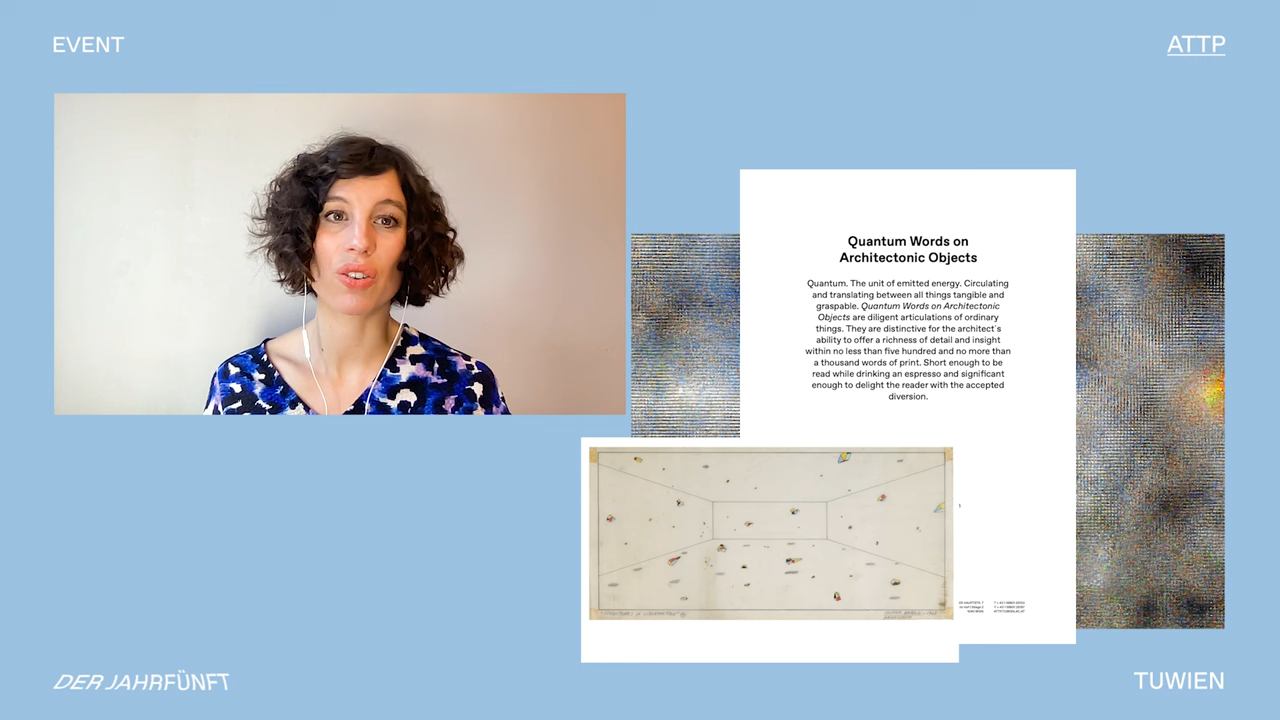 EVENT
ATTP
Quantum Words on
Architectonic Objects
Quantum. The unit of emitted energy. Circulating
and translating between all things tangible and
graspable. Quantum Words on Architectonic
Objects are diligent articulations of ordinary
things. They are distinctive for the architect´s
ability to offer a richness of detail and insight
within no less than five hundred and no more than
a thousand words of print. Short enough to be
read while drinking an espresso and significant
enough to delight the reader with the accepted
diversion.
DER JAHRFÜNFT
TUWIEN